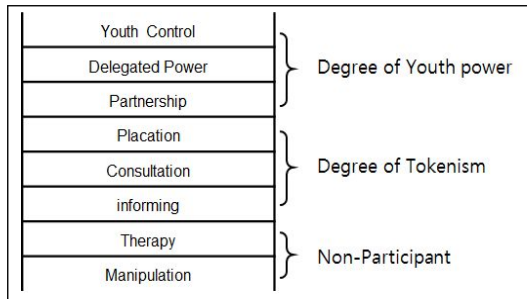 Youth Control
Delegated Power
Partnership
Degree of Youth power
Placation
Consultation
informing
Degree of Tokenism
Therapy
Manipulation
Non-Participant